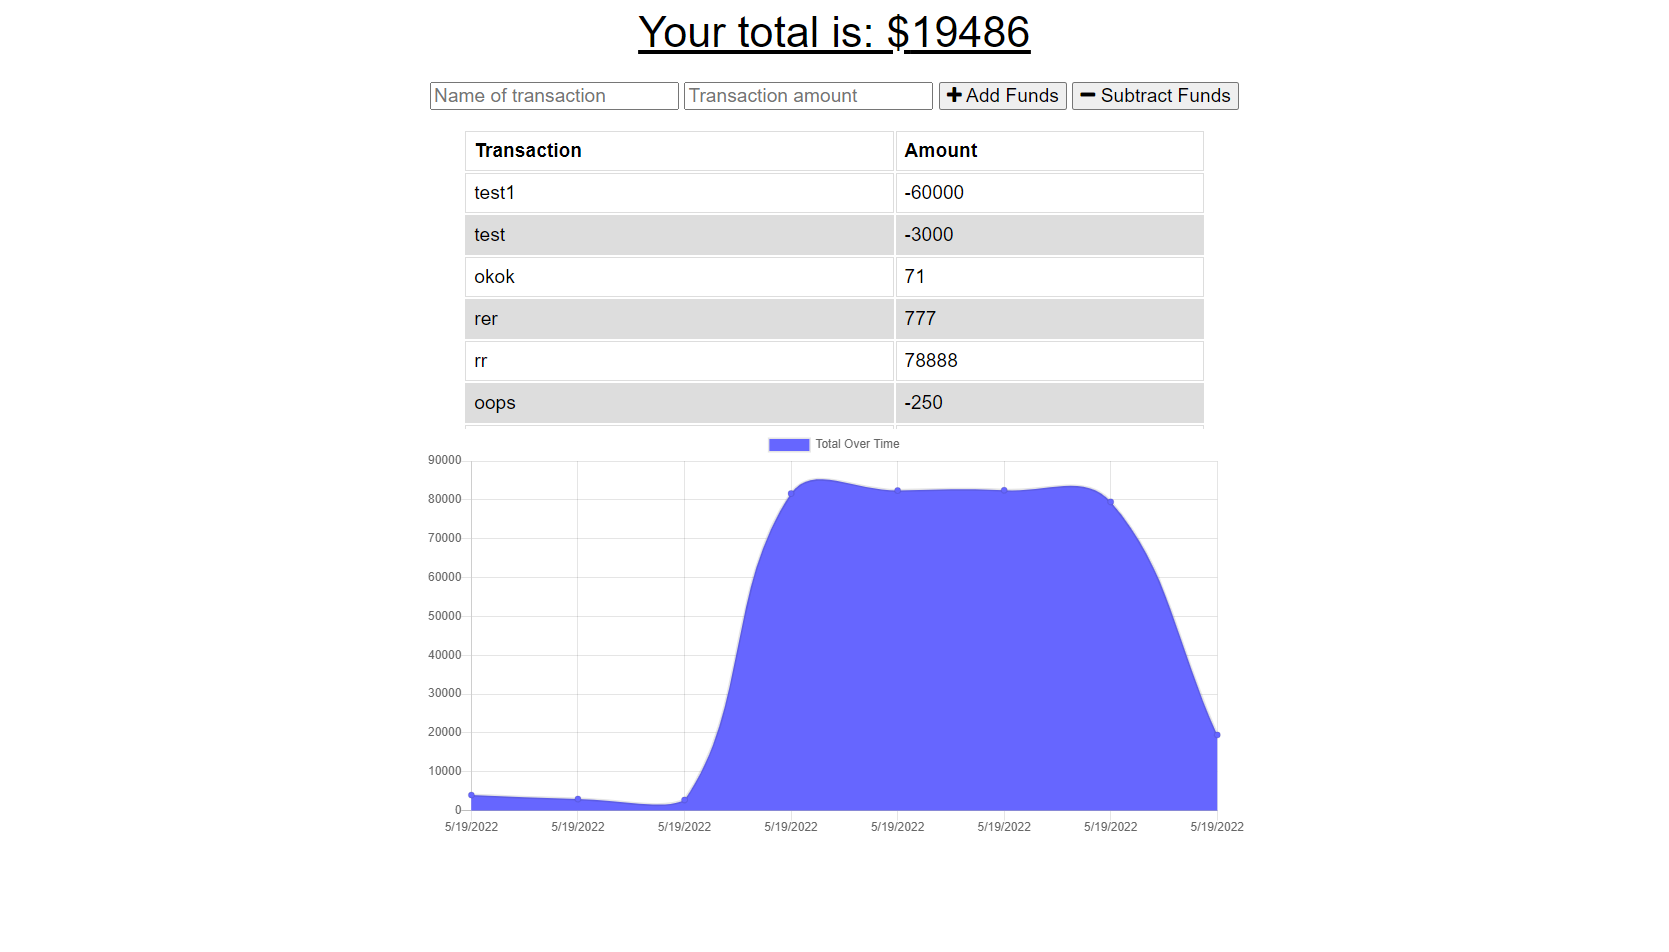 Your total is: $19486
Name of transaction Transaction amount Add Funds Subtract Funds
Transaction Amount
test1 -60000
test -3000
okok 71
rer 777
rr 78888
oops -250
Total Over Time
90000
80000
70000
60000
50000
40000
30000
20000
10000
0
5/19/2022 5/19/2022 5/19/2022 5/19/2022 5/19/2022 5/19/2022 5/19/2022 5/19/2022